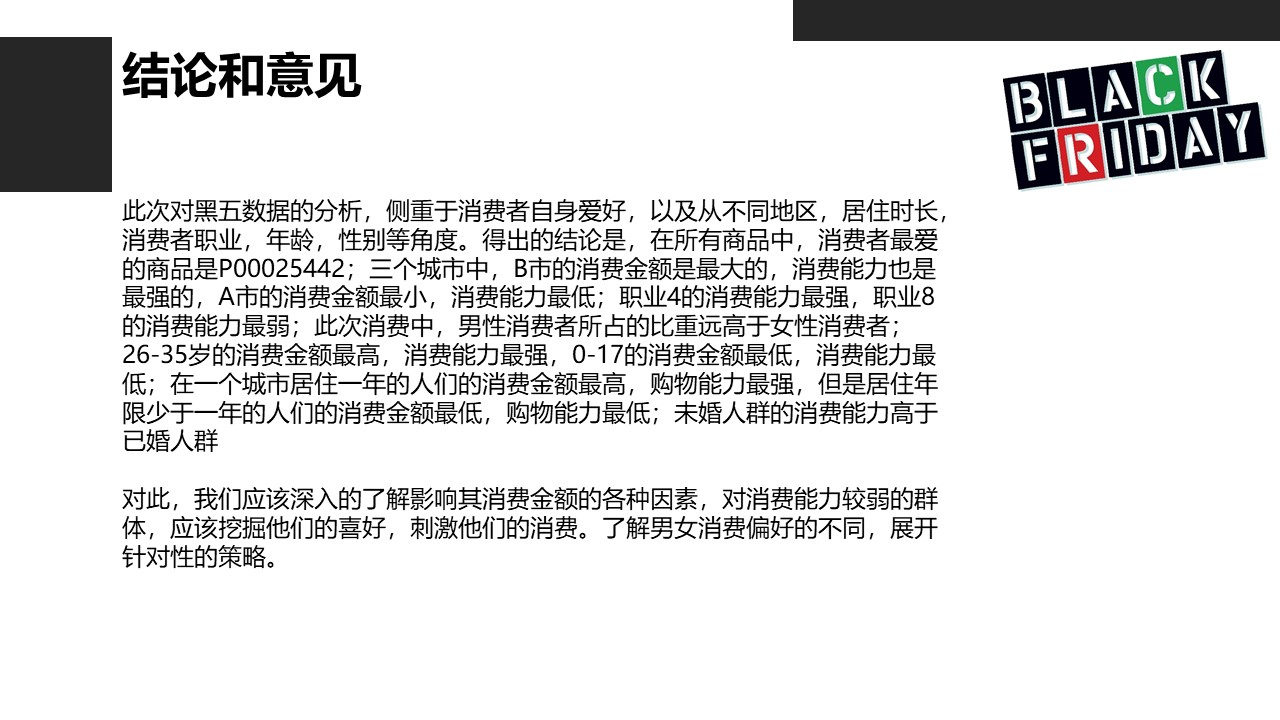 结论和意见
BLACK
FRIDAY
此次对黑五数据的分析，侧重于消费者自身爱好，以及从不同地区，居住时长，
消费者职业，年龄，性别等角度。得出的结论是，在所有商品中，消费者最爱
的商品是P00025442；三个城市中，B市的消费金额是最大的，消费能力也是
最强的，A市的消费金额最小，消费能力最低；职业4的消费能力最强，职业8
的消费能力最弱；此次消费中，男性消费者所占的比重远高于女性消费者；
26-35岁的消费金额最高，消费能力最强，0-17的消费金额最低，消费能力最
低；在一个城市居住一年的人们的消费金额最高，购物能力最强，但是居住年
限少于一年的人们的消费金额最低，购物能力最低；未婚人群的消费能力高于
已婚人群
对此，我们应该深入的了解影响其消费金额的各种因素，对消费能力较弱的群
体，应该挖掘他们的喜好，刺激他们的消费。了解男女消费偏好的不同，展开
针对性的策略。